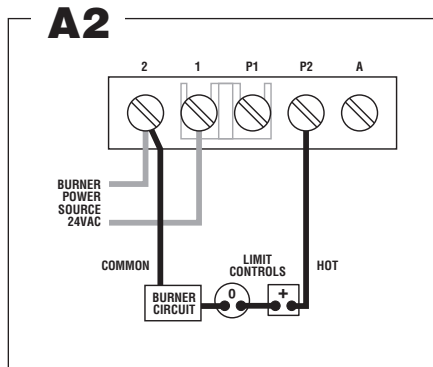 A2
2 1 P1 P2 A
BURNER
POWER
SOURCE
24VAC
COMMON
LIMIT
CONTROLS
HOT
BURNER
CIRCUIT
0
+